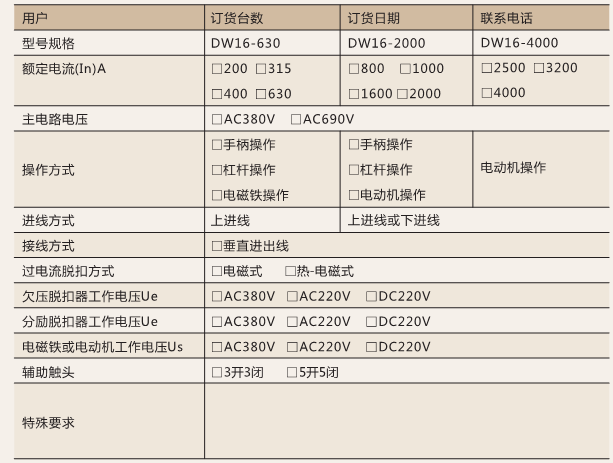 用户 订货台数 订货日期 联系电话
型号规格 DW16-630 DW16-2000 DW16-4000
额定电流(In)A □200 □315 □800 □1000 □2500 □3200
□400 □630 □1600 □2000 □4000
主电路电压 □AC380V □AC690V
操作方式 □手柄操作 □手柄操作 电动机操作
□杠杆操作 □杠杆操作
□电磁铁操作 □电动机操作
进线方式 上进线 上进线或下进线
接线方式 □垂直进出线
过电流脱扣方式 □电磁式 □热-电磁式
欠压脱扣器工作电压Ue □AC380V □AC220V □DC220V
分励脱扣器工作电压Ue □AC380V □AC220V □DC220V
电磁铁或电动机工作电压Us □AC380V □AC220V □DC220V
辅助触头 □3开3闭 □5开5闭
特殊要求